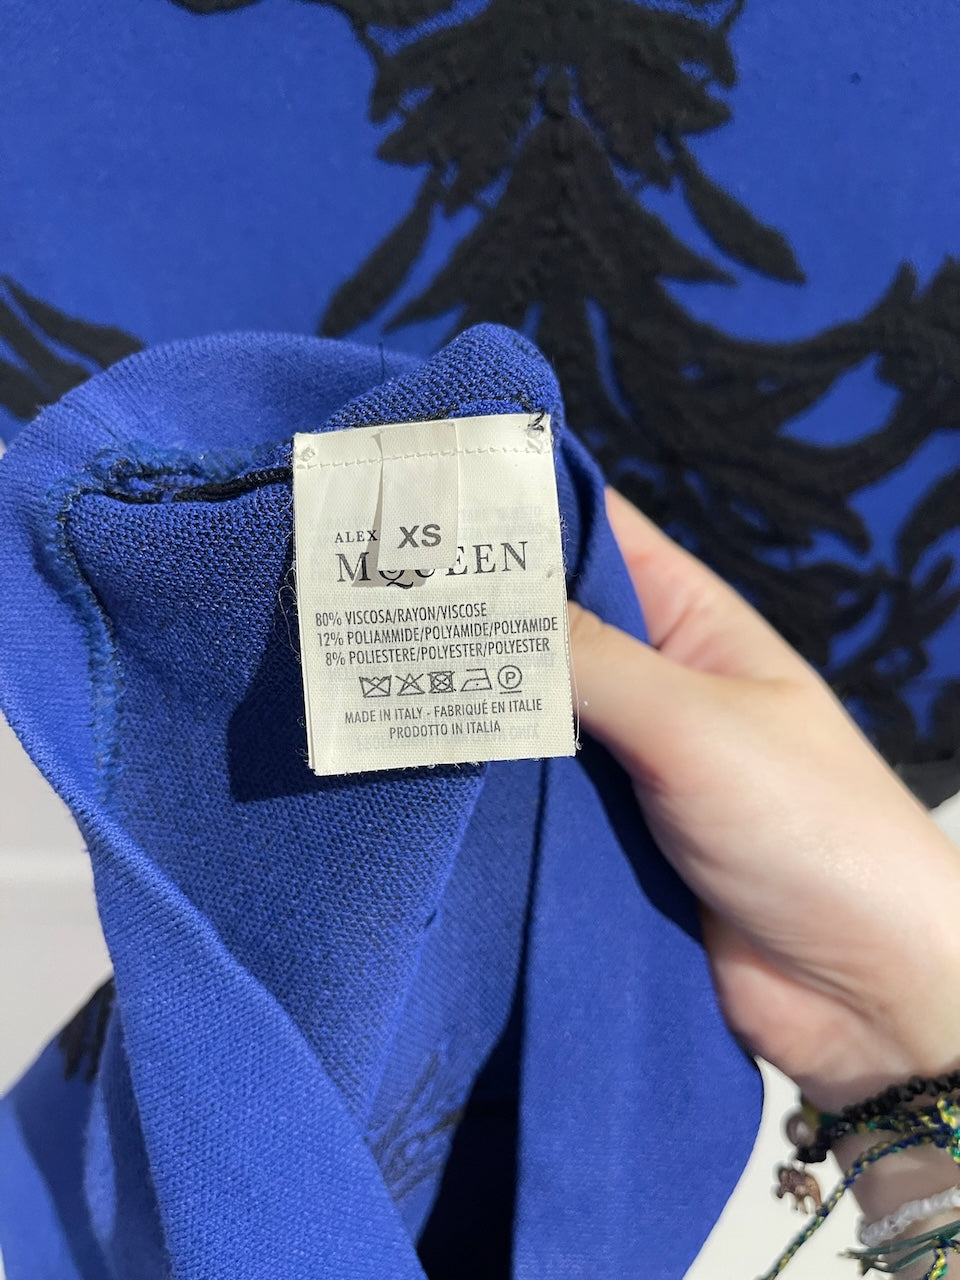 XS
ALEX
McQUEEN
80% VISCOSA/RAYON/VISCOSE
12% POLIAMMIDE/POLYAMIDE/POLYAMIDE
8% POLIESTERE/POLYESTER/POLYESTER
MADE IN ITALY - FABRIQUÉ EN ITALIE
PRODOTTO IN ITALIA